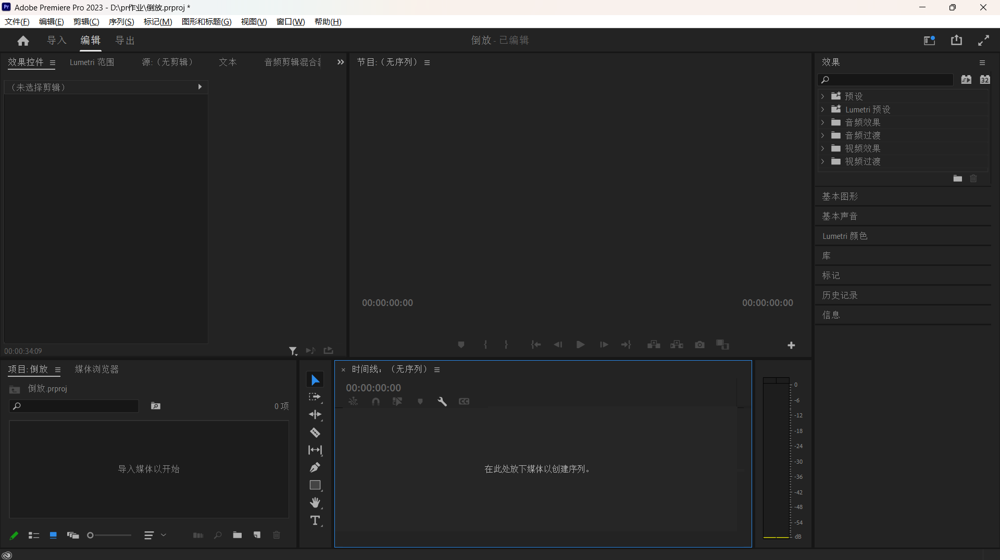 Adobe Premiere Pro 2023 - D:\pr作业\倒放.prproj *
文件(F) 编辑(E) 剪辑(C) 序列(S) 标记(M) 图形和标题(G) 视图(V) 窗口(W) 帮助(H)
导入 编辑 导出
倒放 - 已编辑
效果控件 Lumetri 范围 源:（无剪辑） 文本 音频剪辑混合
（未选择剪辑）
00:00:34:09
节目:（无序列）
00:00:00:00 00:00:00:00
效果
32
预设
Lumetri 预设
音频效果
音频过渡
视频效果
视频过渡
基本图形
基本声音
Lumetri 颜色
库
标记
历史记录
信息
项目: 倒放 媒体浏览器
倒放.prproj
0 项
导入媒体以开始
× 时间线: （无序列）
00:00:00:00
CC
在此处放下媒体以创建序列。
0
-6
-12
-18
-24
-30
-36
-42
-48
-54
dB